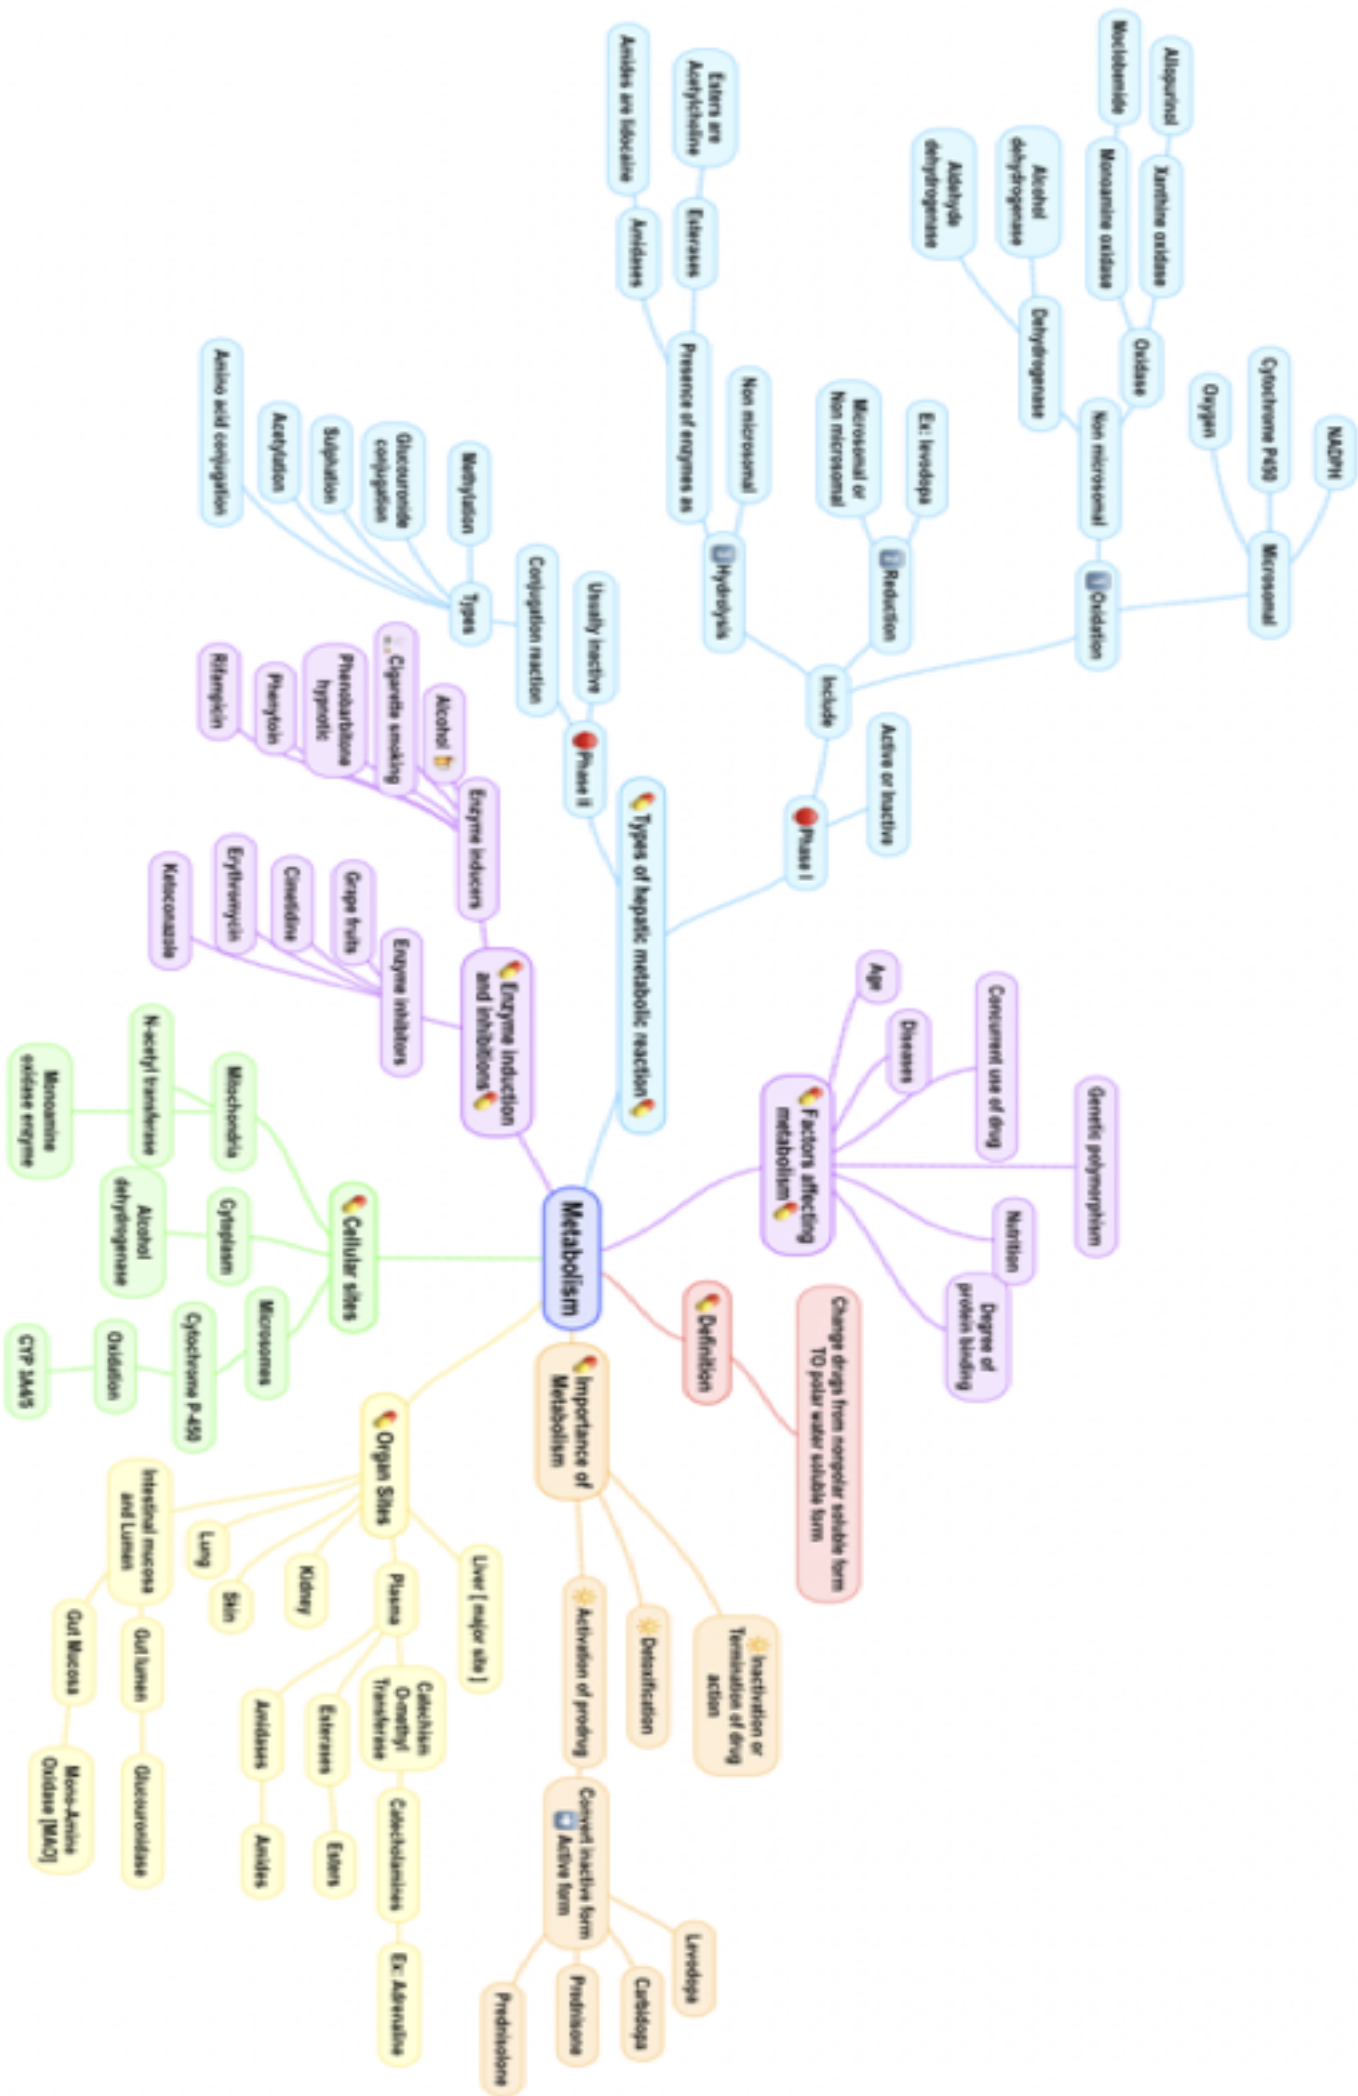 NADPH
Cytochrome P450
Oxygen
Microsomal
Allopurinol
Xanthine oxidase
Moclobemide
Monoamine oxidase
Oxidase
Alcohol
dehydrogenase
Aldehyde
dehydrogenase
Dehydrogenase
Non microsomal
1 Oxidation
Ex: levodopa
Microsomal or
Non microsomal
Reduction
Non microsomal
Esters are
Acetylcholine
Esterases
Amides are lidocaine
Amidases
Presence of enzymes as
Hydrolysis
Include
Active or inactive
Phase I
Usually inactive
Conjugation reaction
Phase II
Methylation
Glucouronide
conjugation
Sulphation
Acetylation
Amino acid conjugation
Types
Types of hepatic metabolic reaction
Alcohol
Cigarette smoking
Phenobarbitone
hypnotic
Phenytoin
Rifampicin
Enzyme inducers
Grape fruits
Cimetidine
Erythromycin
Ketoconazole
Enzyme inhibitors
Enzyme induction
and inhibitions
Age
Diseases
Concurrent use of drug
Genetic polymorphism
Nutrition
Degree of
protein binding
Factors affecting
metabolism
Metabolism
Definition
Change drugs from nonpolar soluble form
TO polar water soluble form
Importance of
Metabolism
Inactivation or
Termination of drug
action
Detoxification
Activation of prodrug
Convert inactive form
Active form
Levodopa
Carbidopa
Prednisone
Prednisolone
Cellular sites
Mitochondria
N-acetyl transferase
Monoamine
oxidase enzyme
Cytoplasm
Alcohol
dehydrogenase
Microsomes
Cytochrome P-450
Oxidation
CYP 3A4/5
Organ Sites
Liver [ major site ]
Plasma
Catechism
O-methyl
Transferase
Catecholamines
Ex: Adrenaline
Esterases
Esters
Amidases
Amides
Kidney
Skin
Lung
Intestinal mucosa
and Lumen
Gut lumen
Glucouronidase
Gut Mucosa
Mono-Amine
Oxidase [MAO]